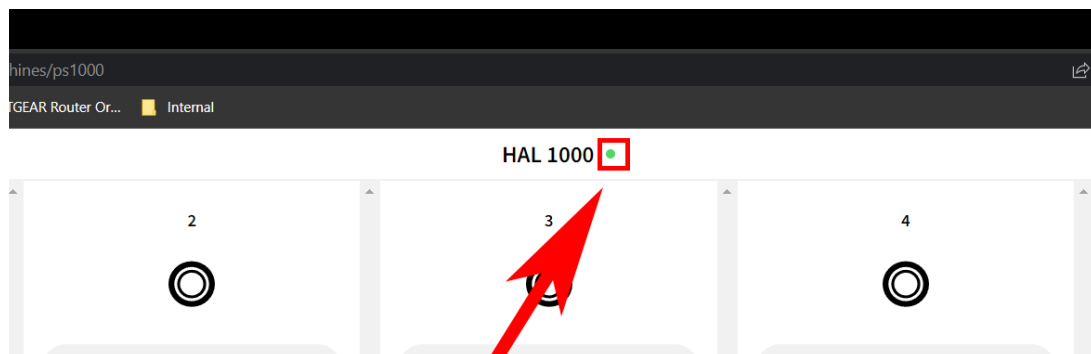 hines/ps1000
TGEAR Router Or...
Internal
HAL 1000
2
3
4